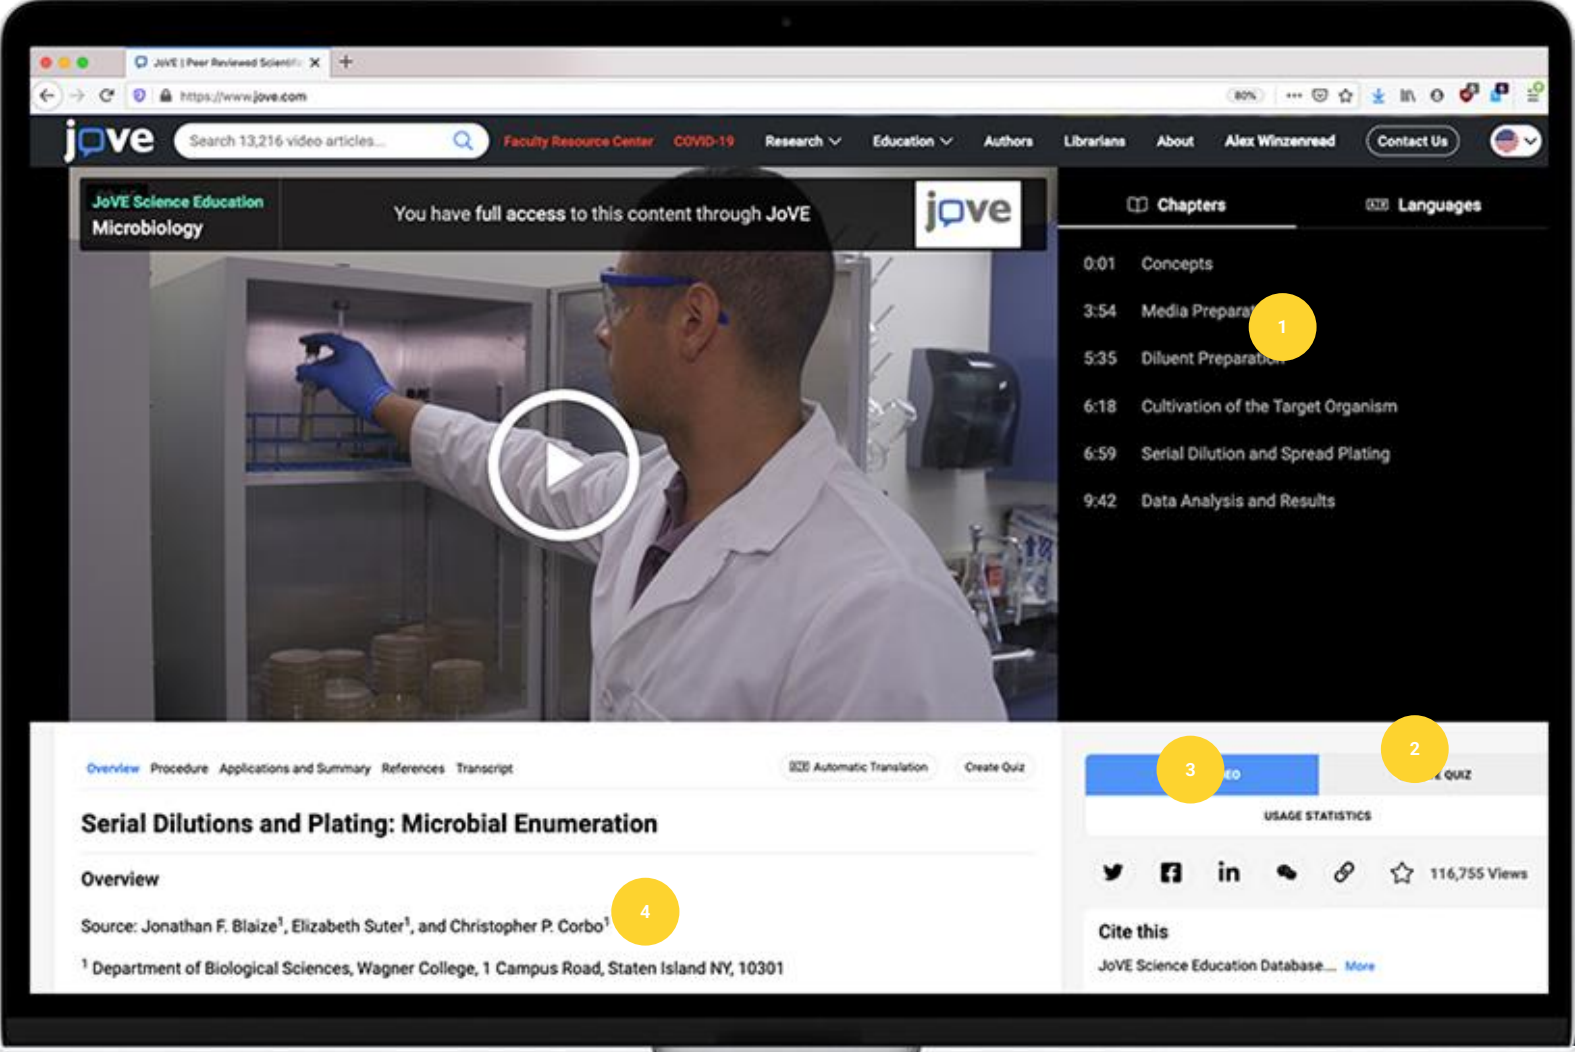 JoVE | Peer Reviewed Scientifi
https://www.jove.com
80%
jove
Search 13,216 video articles...
Faculty Resource Center
COVID-19
Research
Education
Authors
Librarians
About
Alex Winzenread
Contact Us
JoVE Science Education
Microbiology
You have full access to this content through JoVE
jove
Chapters
Languages
0:01 Concepts
3:54 Media Preparat
1
5:35 Diluent Preparation
6:18 Cultivation of the Target Organism
6:59 Serial Dilution and Spread Plating
9:42 Data Analysis and Results
Overview Procedure Applications and Summary References Transcript
Automatic Translation
Create Quiz
3
EO
2
QUIZ
USAGE STATISTICS
Serial Dilutions and Plating: Microbial Enumeration
116,755 Views
Overview
Source: Jonathan F. Blaize1, Elizabeth Suter1, and Christopher P. Corbo1
4
1 Department of Biological Sciences, Wagner College, 1 Campus Road, Staten Island NY, 10301
Cite this
JoVE Science Education Database.... More